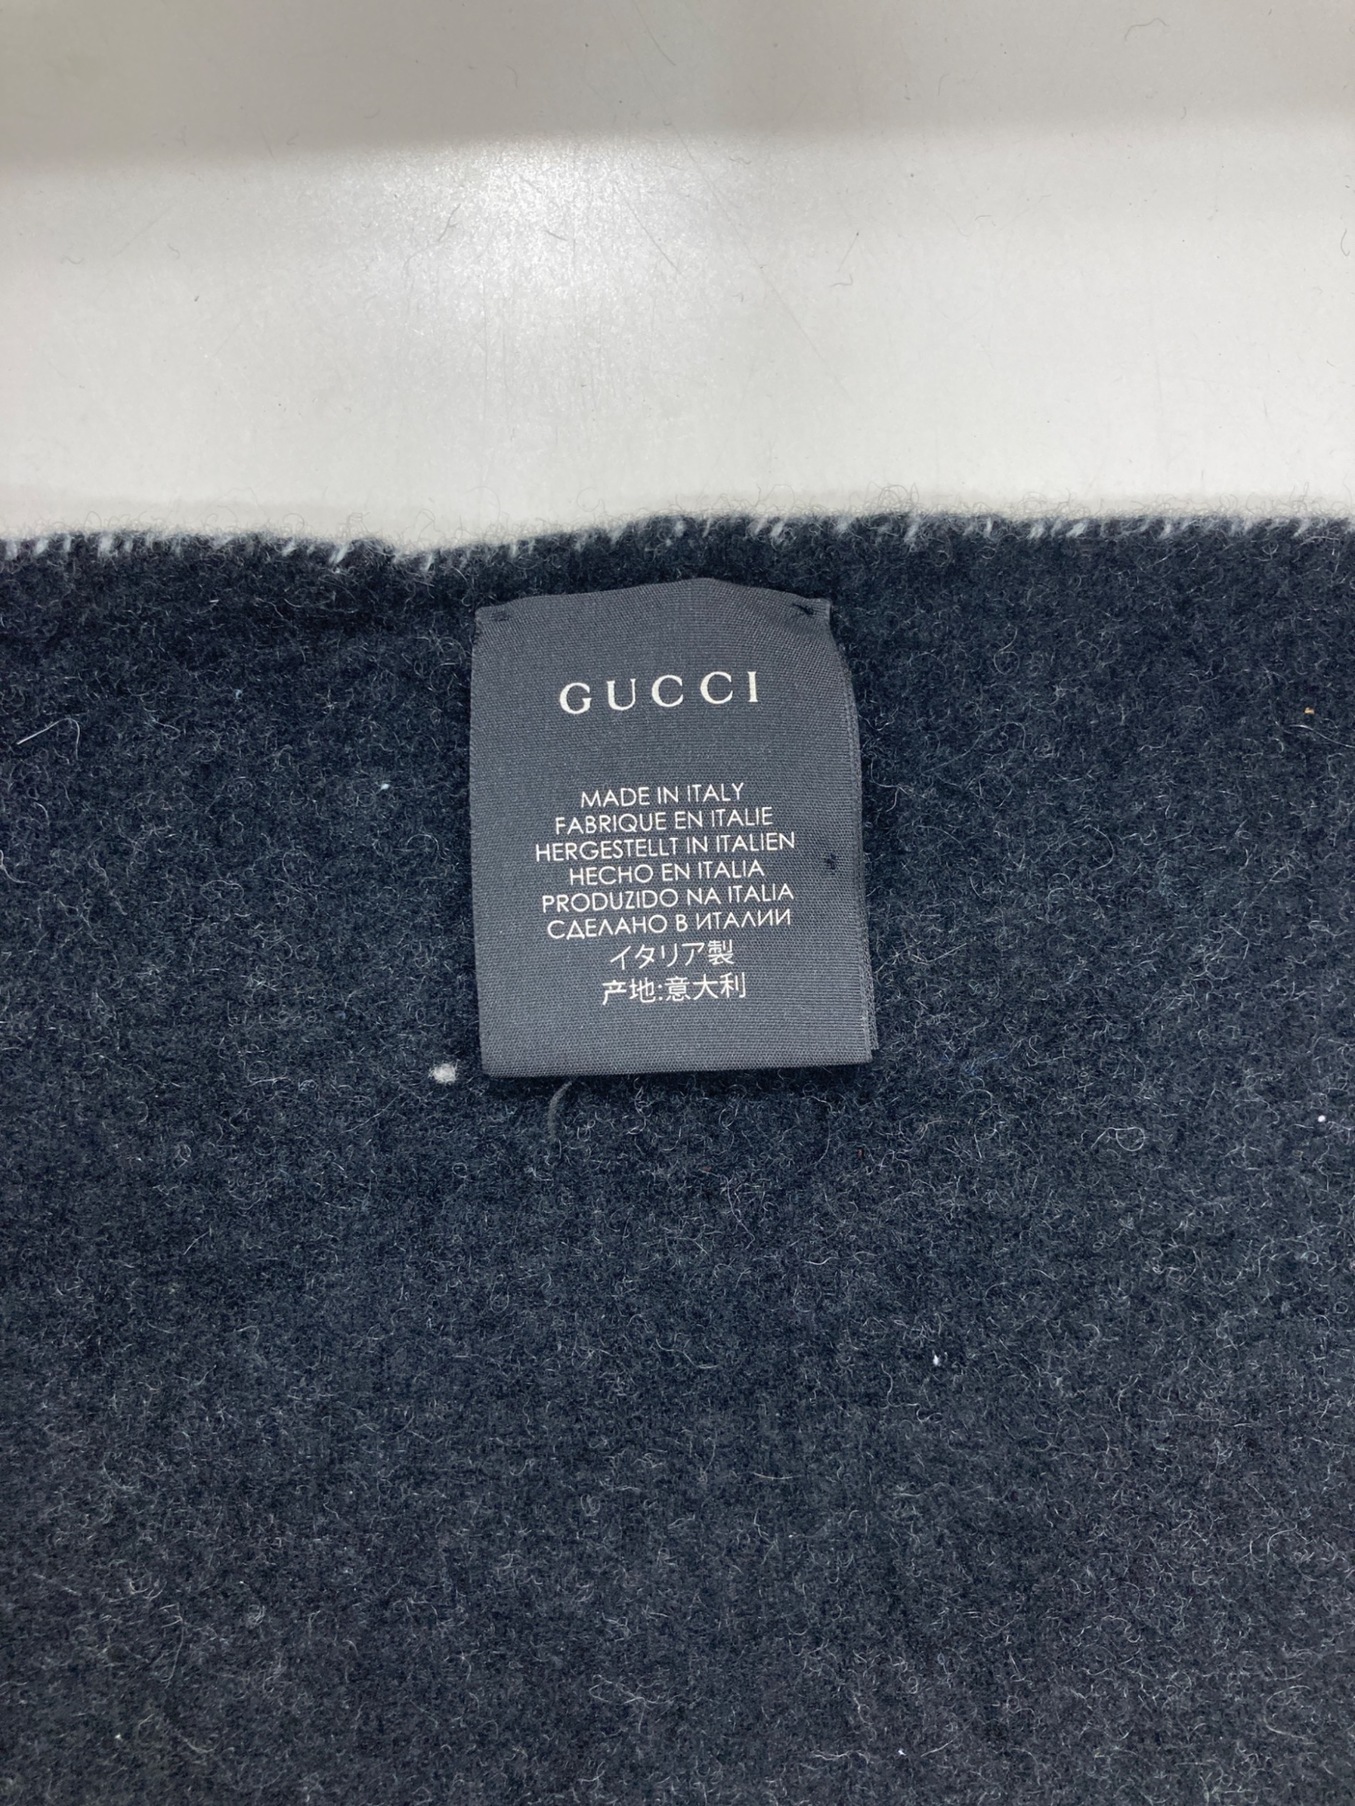 GUCCI
MADE IN ITALY
FABRIQUE EN ITALIE
HERGESTELLT IN ITALIEN
HECHO EN ITALIA
PRODUZIDO NA ITALIA
СДЕЛАНО В ИТАЛИИ
イタリア製
产地:意大利